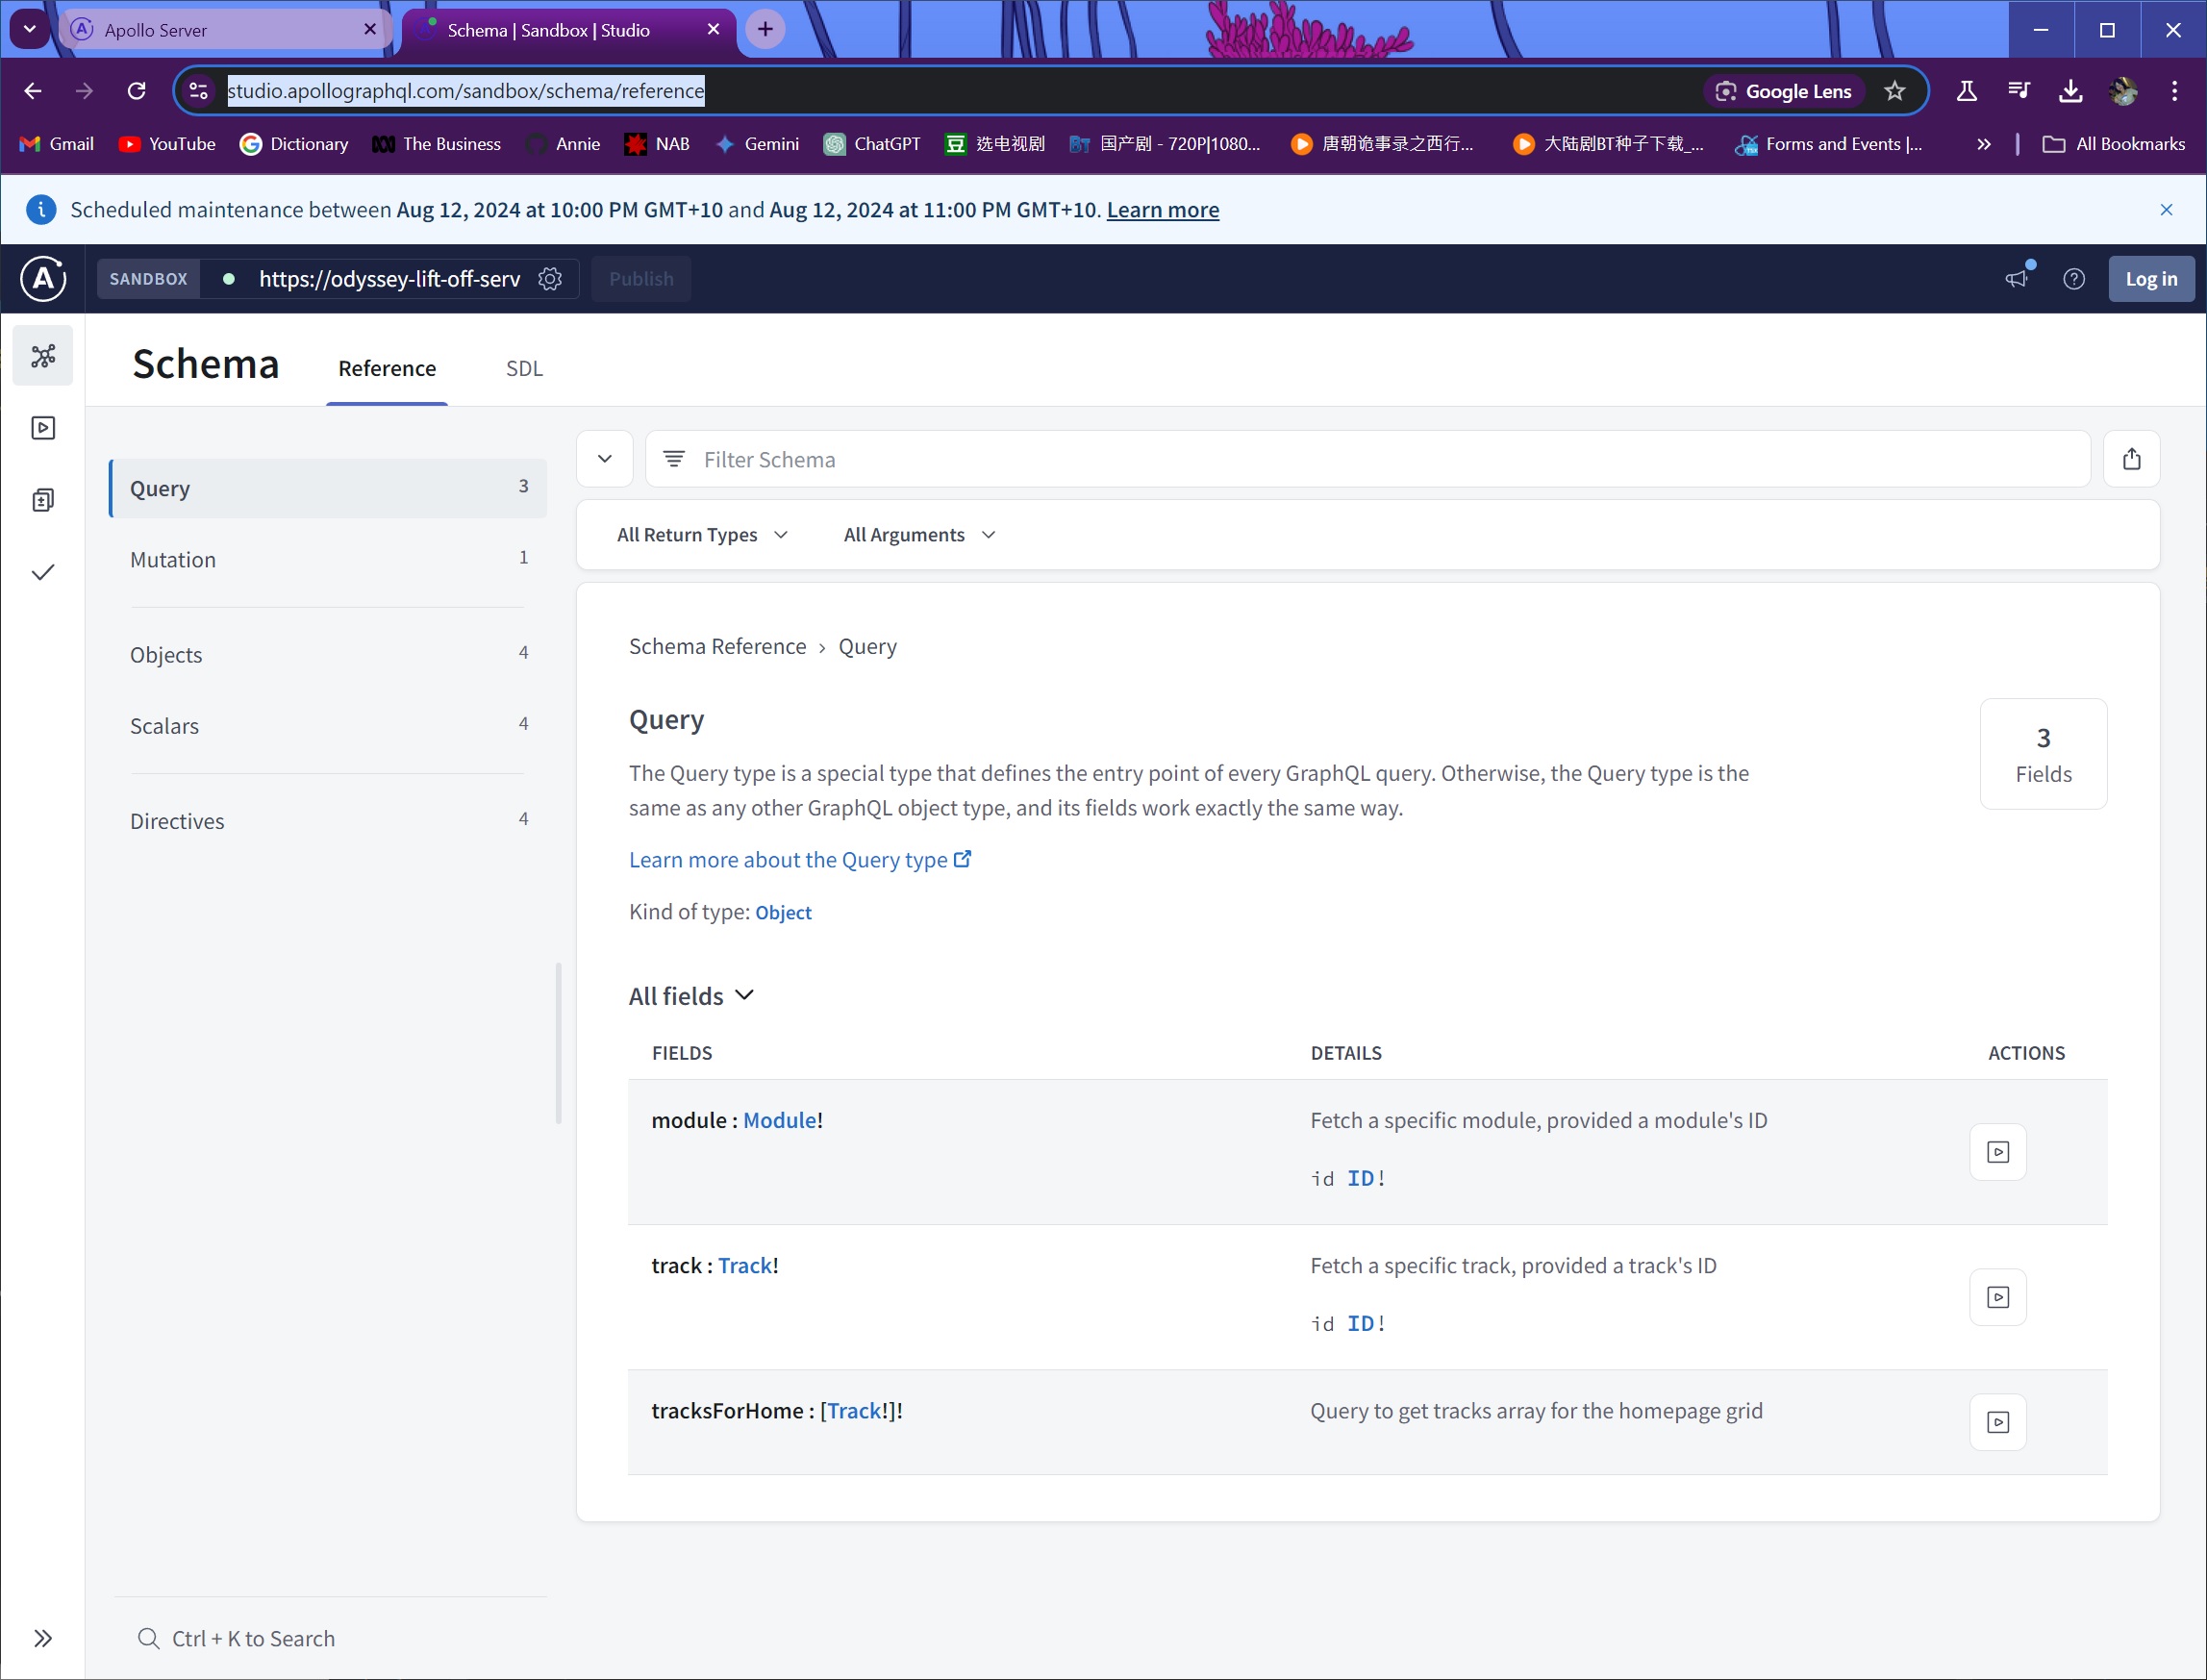 Apollo Server
Schema | Sandbox | Studio
studio.apollographql.com/sandbox/schema/reference
Google Lens
Gmail
YouTube
Dictionary
The Business
Annie
NAB
Gemini
ChatGPT
豆
选电视剧
BT
国产剧 - 720P|1080...
唐朝诡事录之西行...
大陆剧BT种子下载_...
Forms and Events |...
All Bookmarks
Scheduled maintenance between Aug 12, 2024 at 10:00 PM GMT+10 and Aug 12, 2024 at 11:00 PM GMT+10. Learn more
SANDBOX
https://odyssey-lift-off-serv
Publish
Log in
Schema
Reference
SDL
Query 3
Mutation 1
Objects 4
Scalars 4
Directives 4
Ctrl + K to Search
Filter Schema
All Return Types
All Arguments
Schema Reference › Query
Query
The Query type is a special type that defines the entry point of every GraphQL query. Otherwise, the Query type is the
same as any other GraphQL object type, and its fields work exactly the same way.
3
Fields
Learn more about the Query type
Kind of type: Object
All fields
FIELDS DETAILS ACTIONS
module : Module! Fetch a specific module, provided a module's ID
id ID!
track : Track! Fetch a specific track, provided a track's ID
id ID!
tracksForHome : [Track!]! Query to get tracks array for the homepage grid